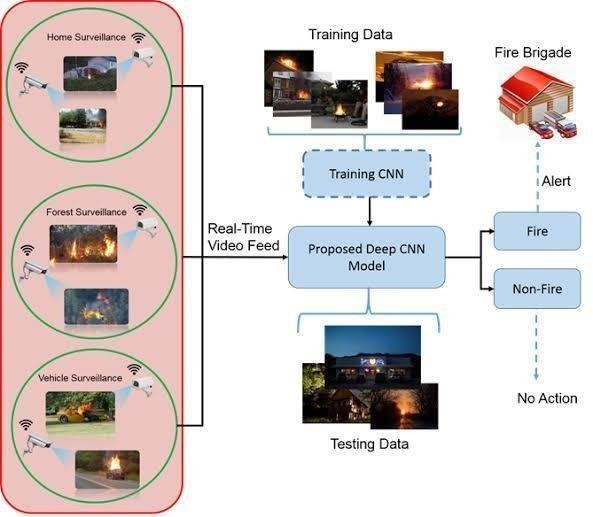 Home Surveillance
Forest Surveillance
Vehicle Surveillance
Real-Time
Video Feed
Training Data
Training CNN
Proposed Deep CNN
Model
Testing Data
Fire Brigade
Alert
Fire
Non-Fire
No Action